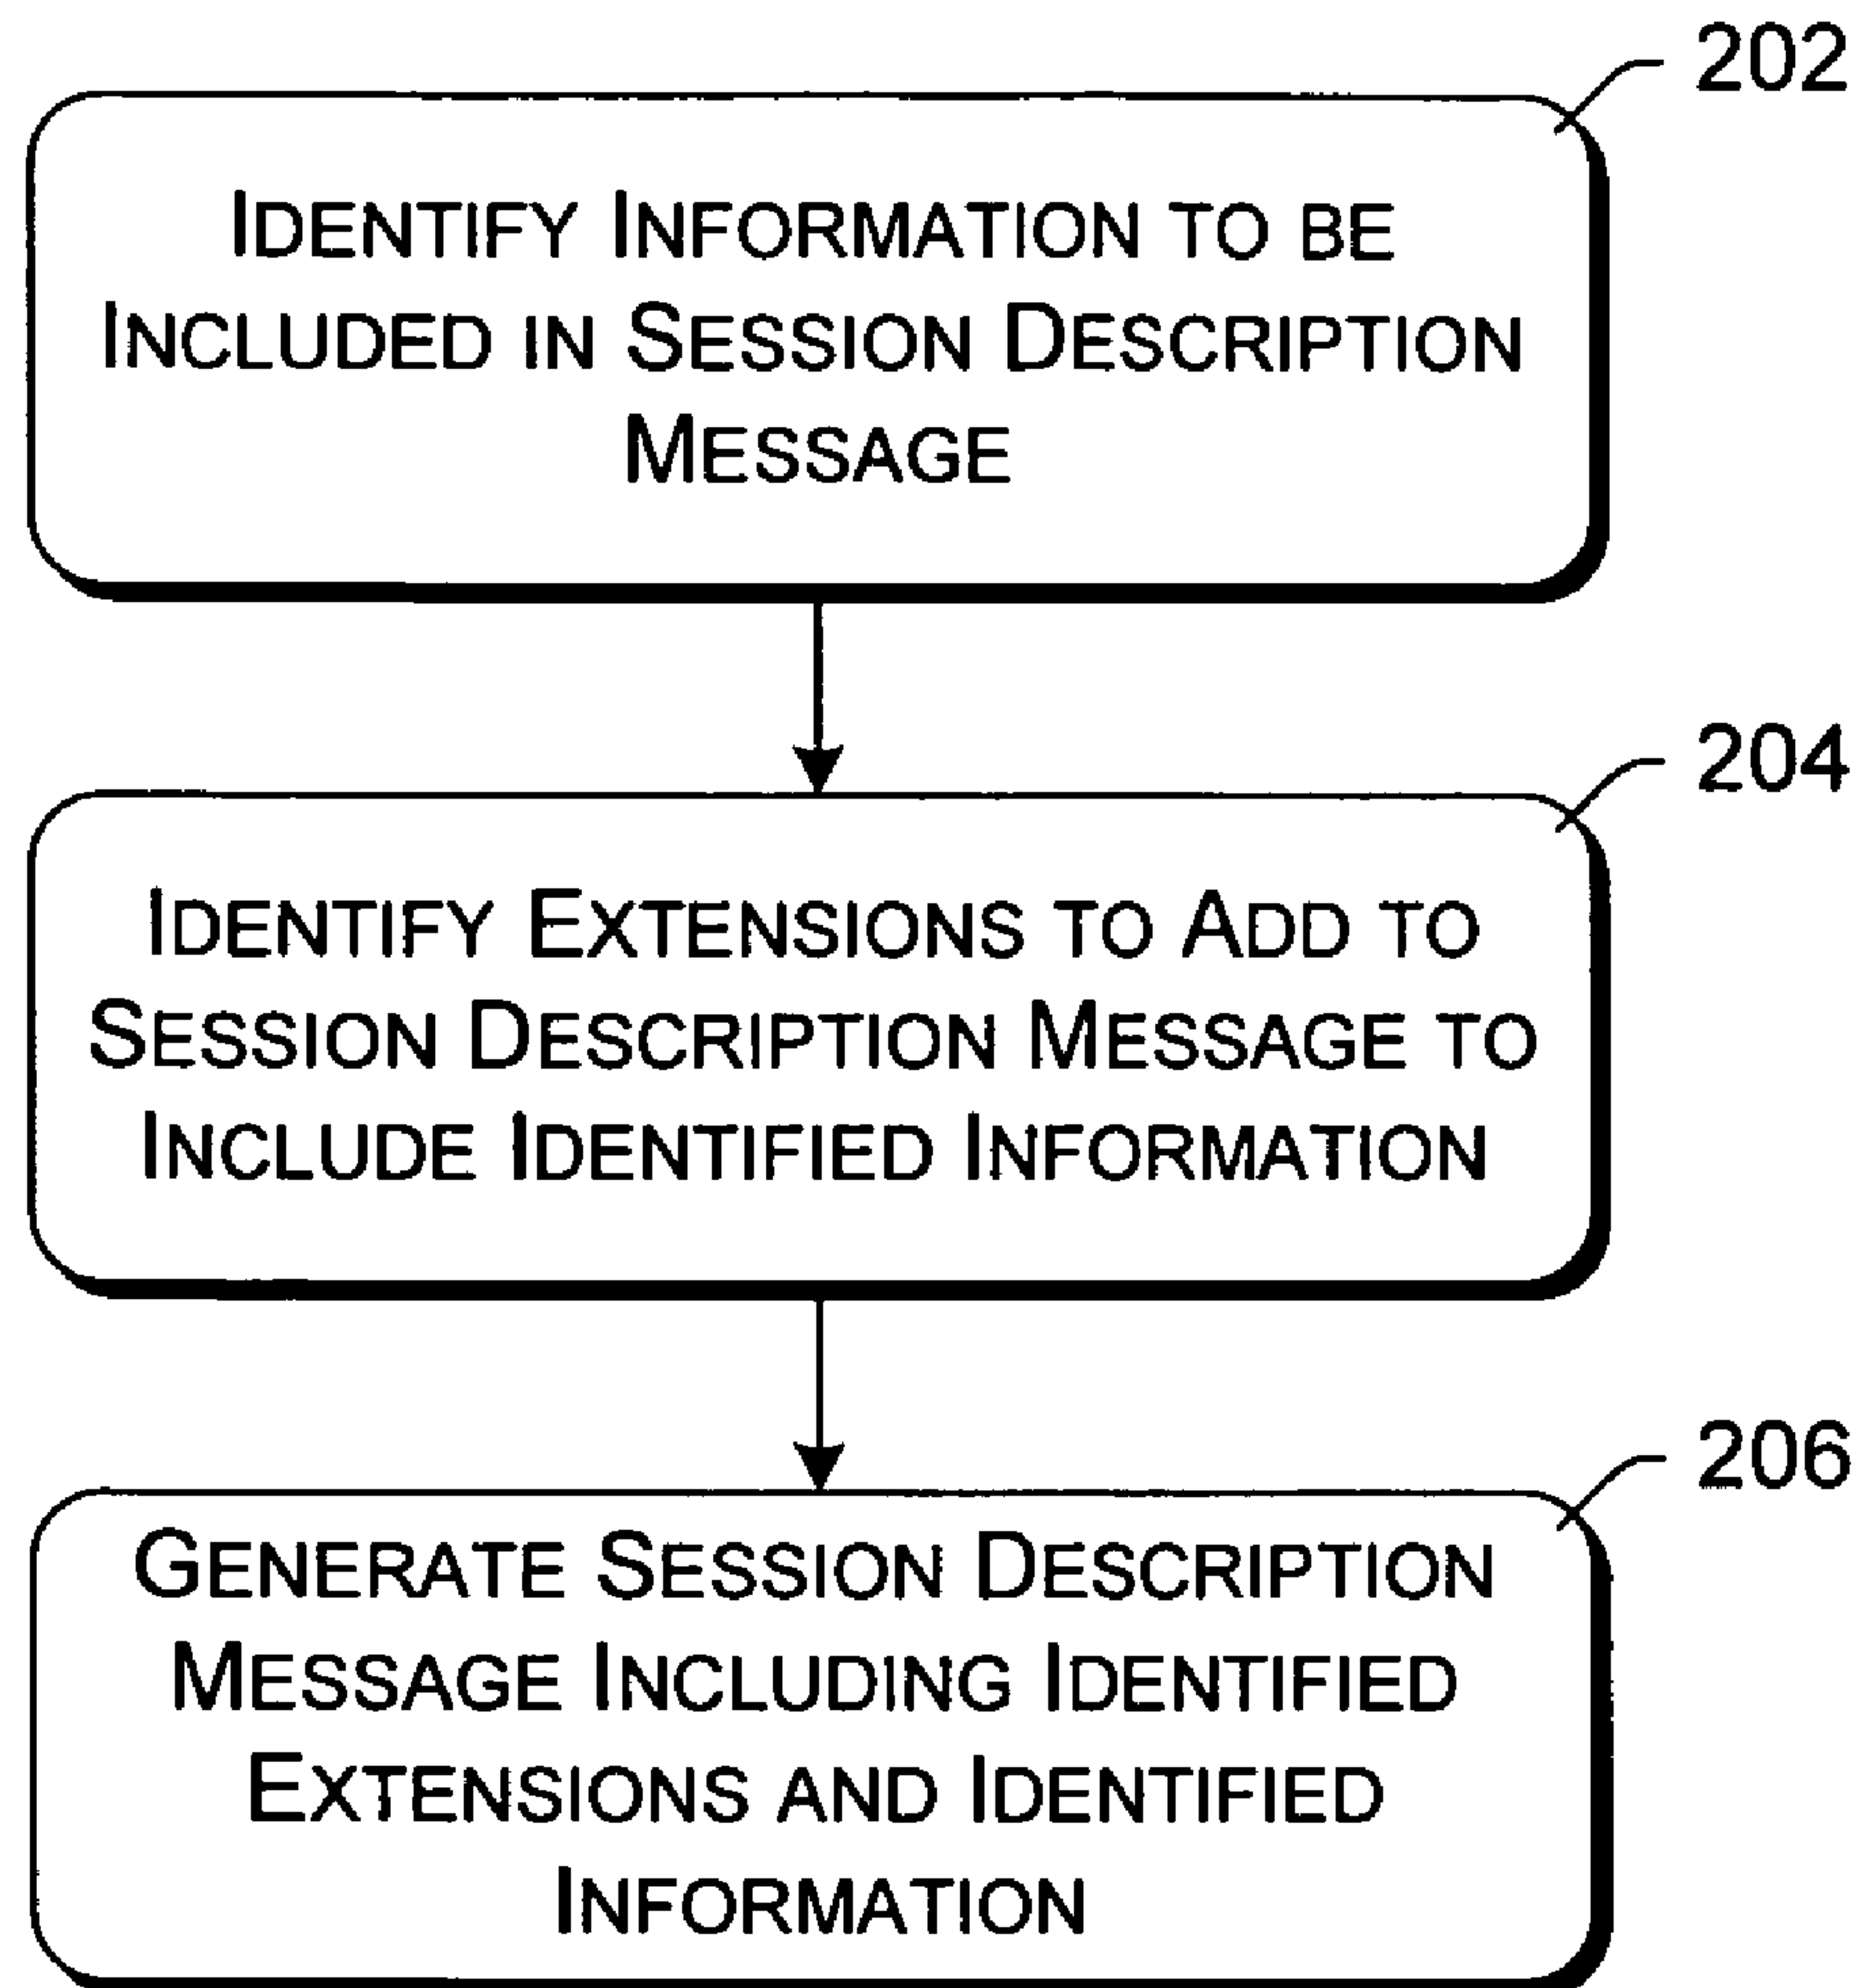 202
IDENTIFY INFORMATION TO BE
INCLUDED IN SESSION DESCRIPTION
MESSAGE
204
IDENTIFY EXTENSIONS TO ADD TO
SESSION DESCRIPTION MESSAGE TO
INCLUDE IDENTIFIED INFORMATION
206
GENERATE SESSION DESCRIPTION
MESSAGE INCLUDING IDENTIFIED
EXTENSIONS AND IDENTIFIED
INFORMATION